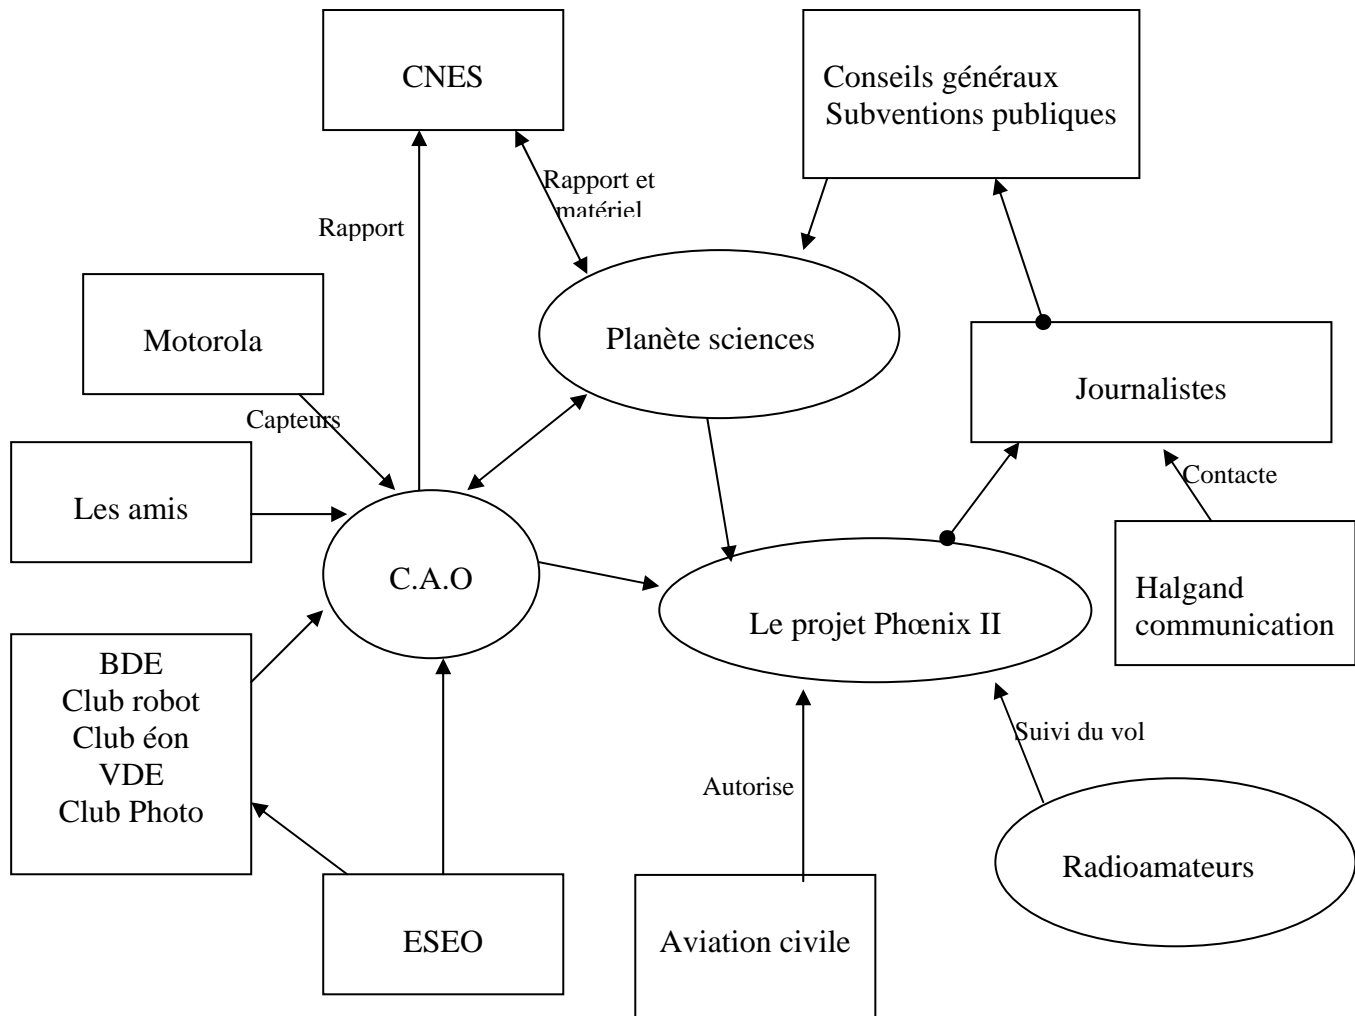 CNES
Conseils généraux
Subventions publiques
Rapport et
matériel
Rapport
Motorola
Planète sciences
Journalistes
Capteurs
Contacte
Les amis
C.A.O
Halgand
communication
Le projet Phœnix II
BDE
Club robot
Club éon
VDE
Club Photo
Suivi du vol
Autorise
Radioamateurs
ESEO
Aviation civile